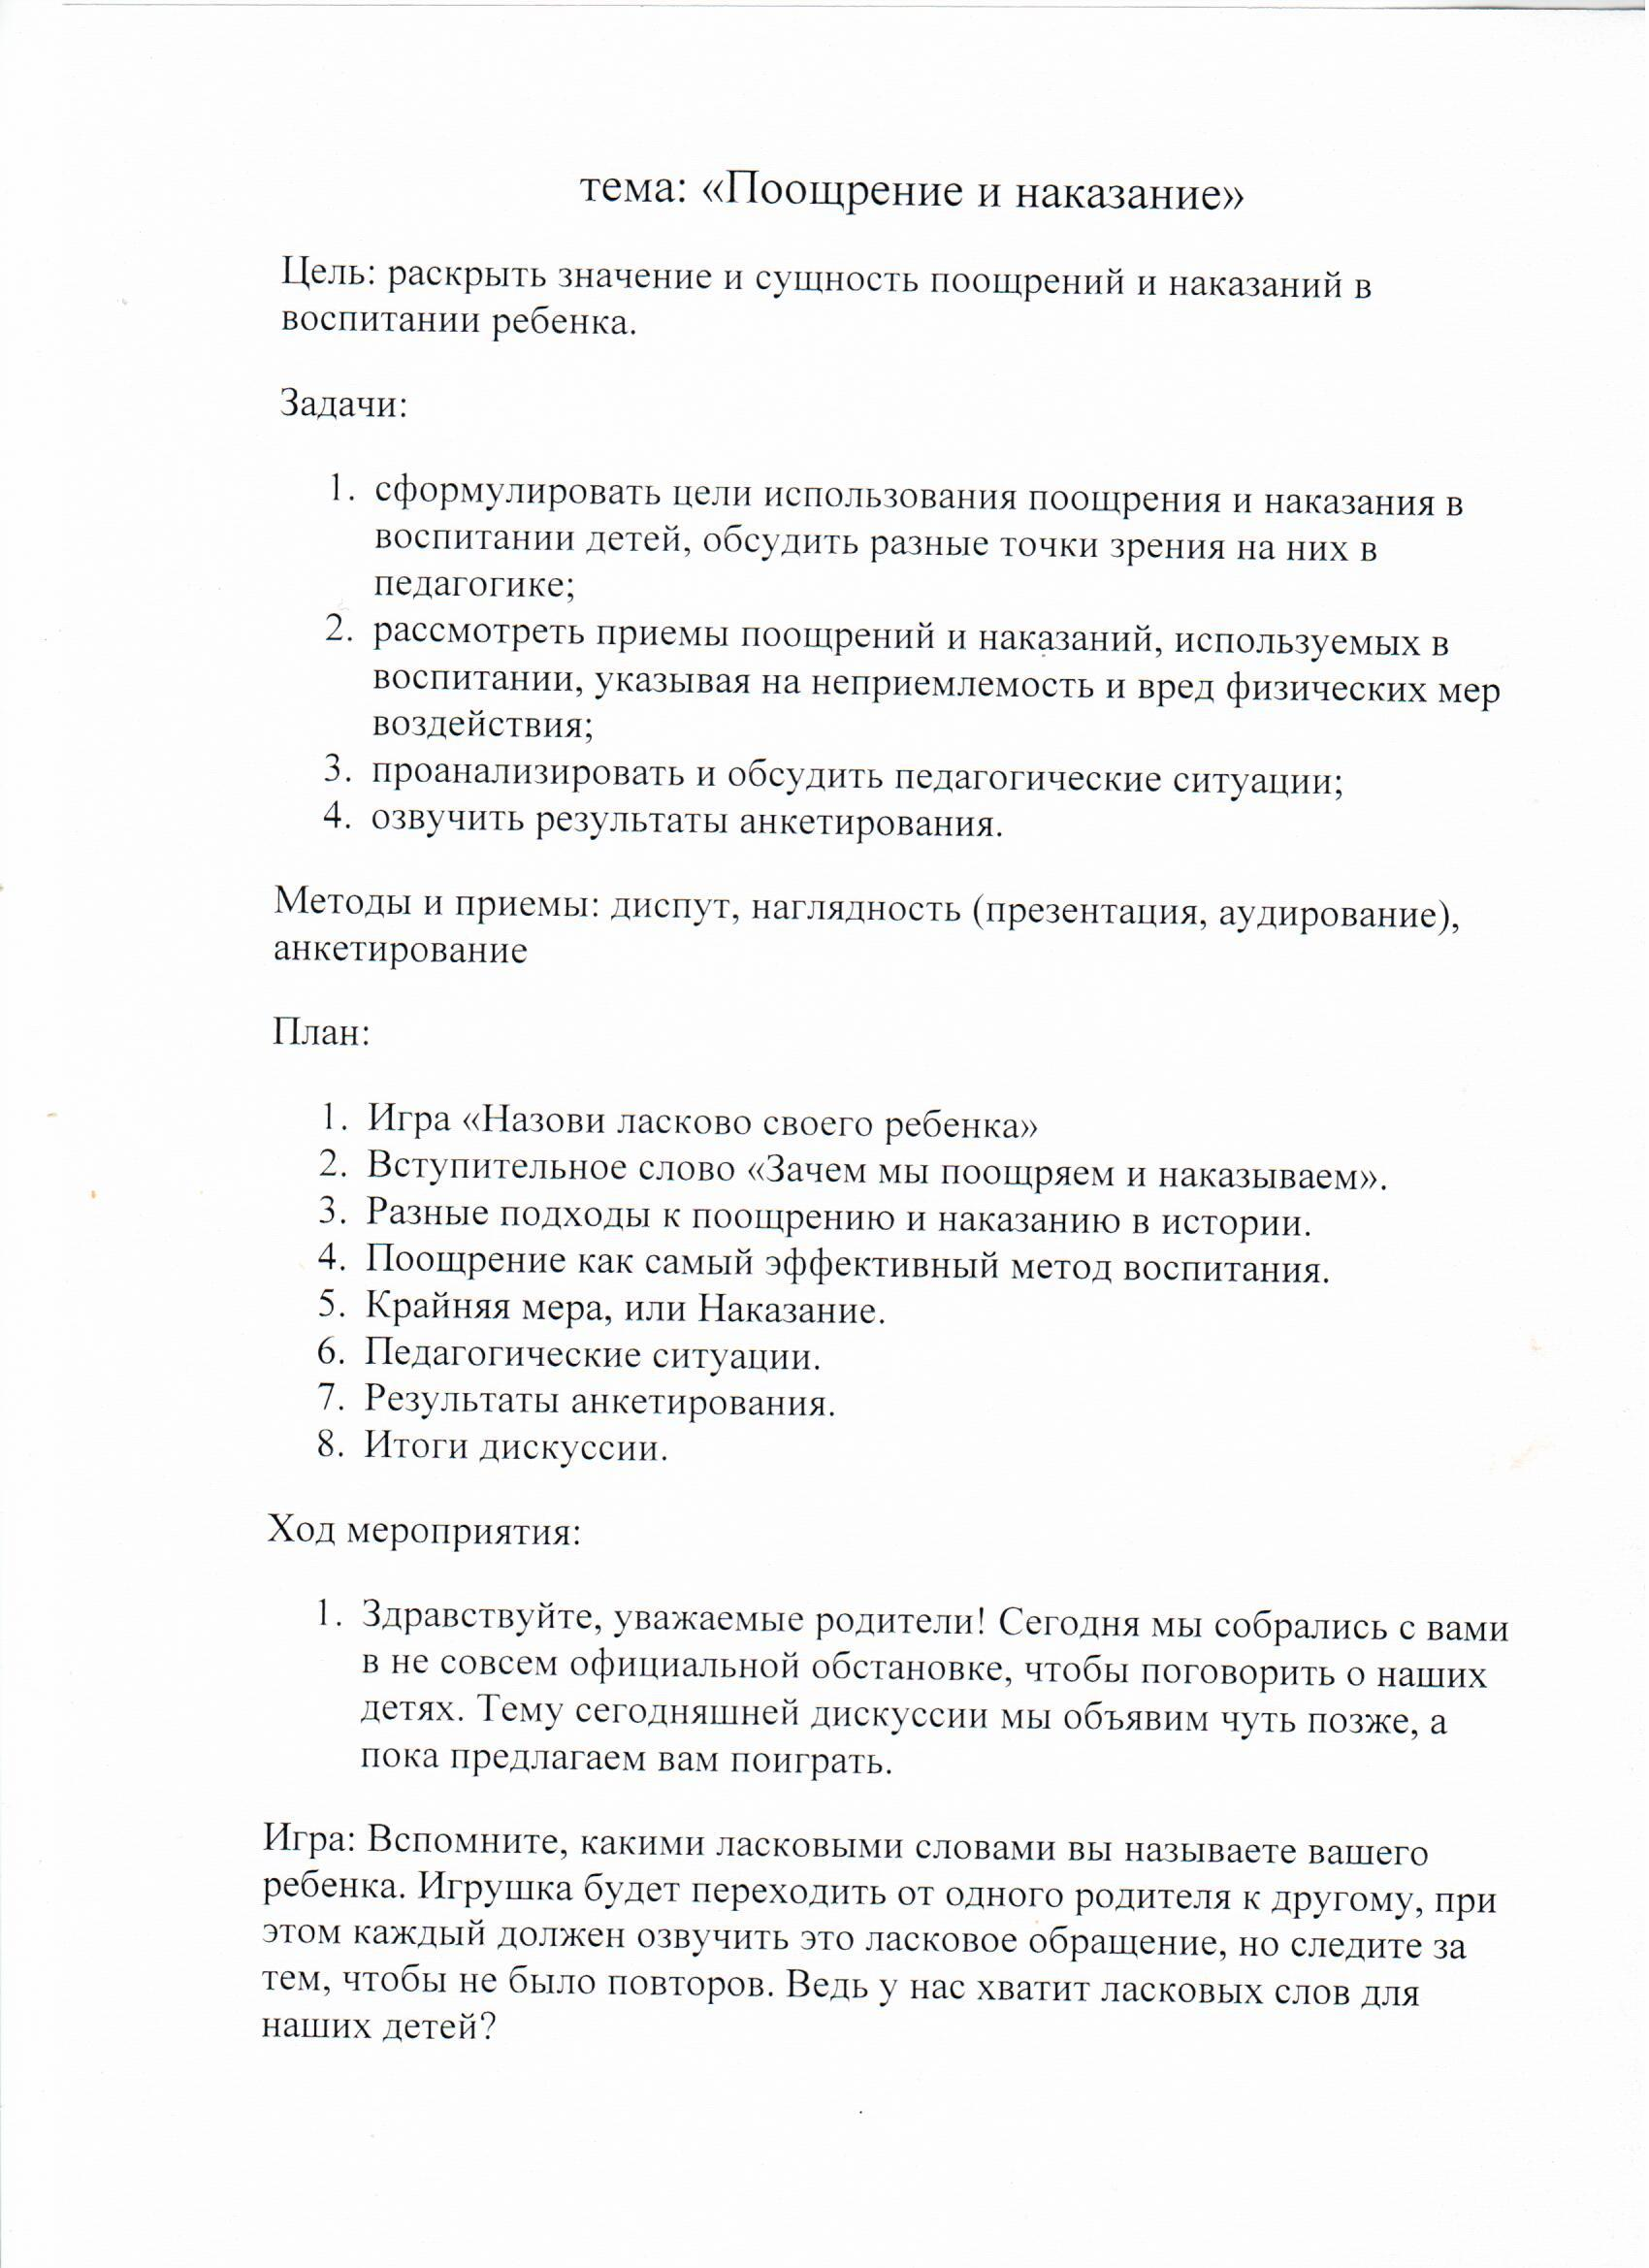 тема: «Поощрение и наказание»
Цель: раскрыть значение и сущность поощрений и наказаний в
воспитании ребенка.
Задачи:
1. сформулировать цели использования поощрения и наказания в
воспитании детей, обсудить разные точки зрения на них в
педагогике;
2. рассмотреть приемы поощрений и наказаний, используемых в
воспитании, указывая на неприемлемость и вред физических мер
воздействия;
3. проанализировать и обсудить педагогические ситуации;
4. озвучить результаты анкетирования.
Методы и приемы: диспут, наглядность (презентация, аудирование),
анкетирование
План:
1. Игра «Назови ласково своего ребенка»
2. Вступительное слово «Зачем мы поощряем и наказываем».
3. Разные подходы к поощрению и наказанию в истории.
4. Поощрение как самый эффективный метод воспитания.
5. Крайняя мера, или Наказание.
6. Педагогические ситуации.
7. Результаты анкетирования.
8. Итоги дискуссии.
Ход мероприятия:
1. Здравствуйте, уважаемые родители! Сегодня мы собрались с вами
в не совсем официальной обстановке, чтобы поговорить о наших
детях. Тему сегодняшней дискуссии мы объявим чуть позже, а
пока предлагаем вам поиграть.
Игра: Вспомните, какими ласковыми словами вы называете вашего
ребенка. Игрушка будет переходить от одного родителя к другому, при
этом каждый должен озвучить это ласковое обращение, но следите за
тем, чтобы не было повторов. Ведь у нас хватит ласковых слов для
наших детей?